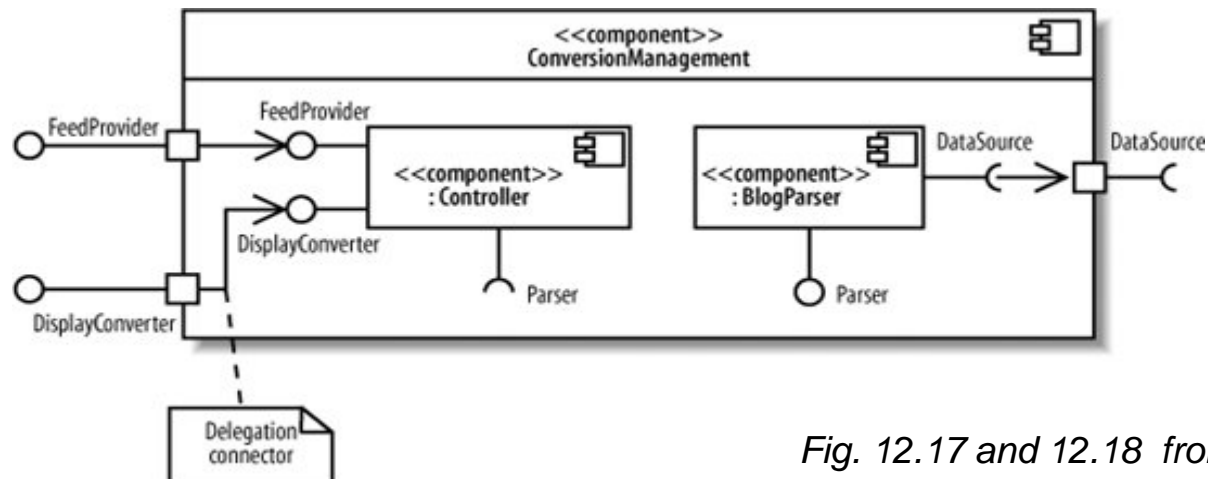 <<component>>
ConversionManagement
FeedProvider
FeedProvider
<<component>>
: Controller
<<component>>
: BlogParser
DataSource
DataSource
DisplayConverter
Parser
Parser
DisplayConverter
Delegation
connector
Fig. 12.17 and 12.18